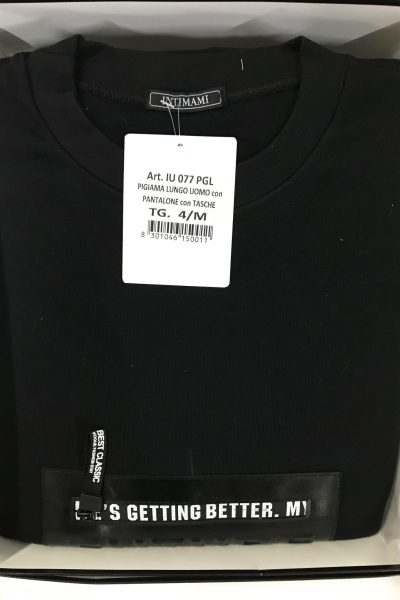 INTIMAMI
Art. IU 077 PGL
PIGIAMA LUNGO UOMO con
PANTALONE con TASCHE
TG. 4/M
8 301046 150011
BEST CLASSIC
'S GETTING BETTER. MY